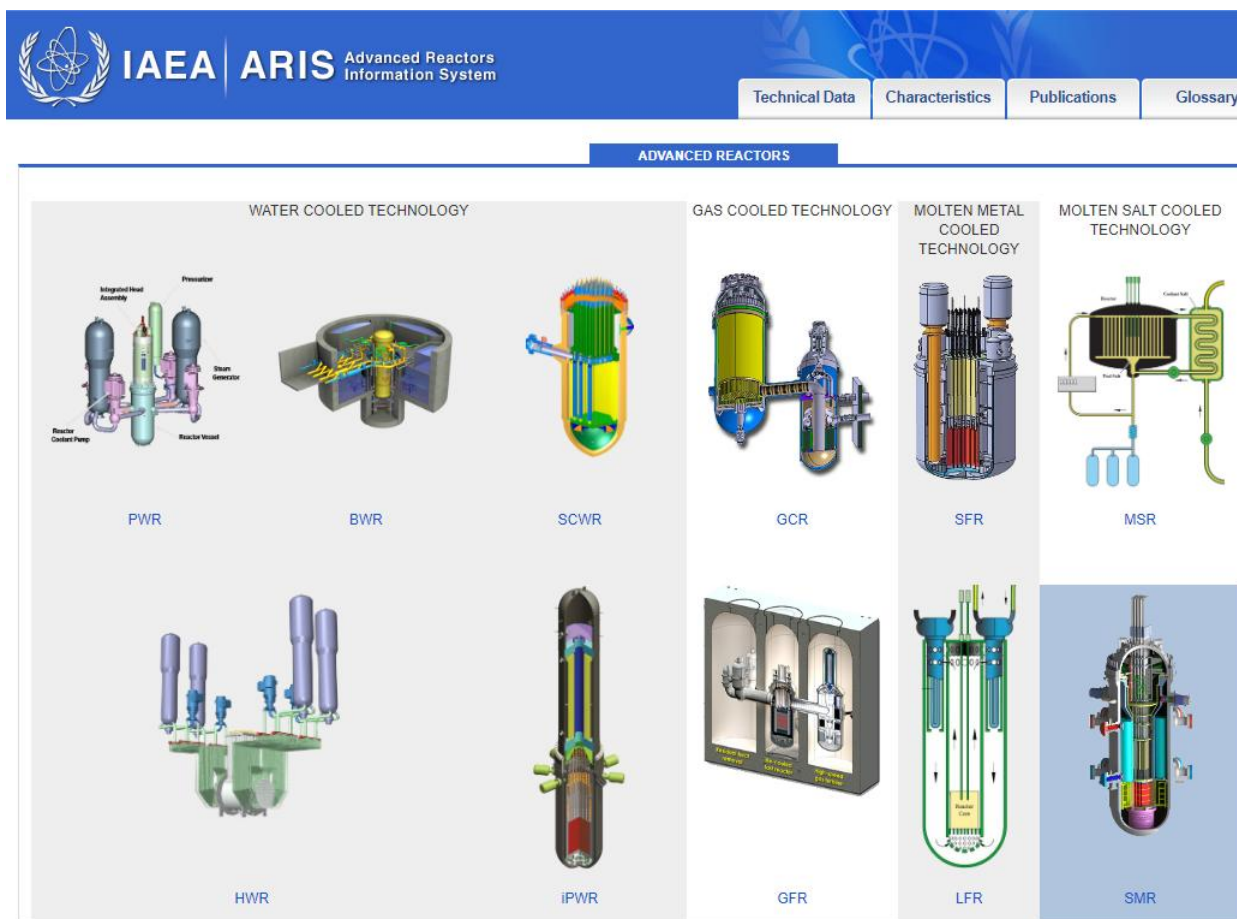 IAEA | ARIS Advanced Reactors
Information System
Technical Data Characteristics Publications Glossary
ADVANCED REACTORS
WATER COOLED TECHNOLOGY
GAS COOLED TECHNOLOGY
MOLTEN METAL
COOLED
TECHNOLOGY
MOLTEN SALT COOLED
TECHNOLOGY
Pressurizer
Integrated Head
Assembly
Steam
Generator
Reactor
Coolant Pump
Reactor Vessel
Reactor
Coolant Salt
PWR BWR SCWR GCR SFR MSR
Reactor
Core
HWR iPWR GFR LFR SMR